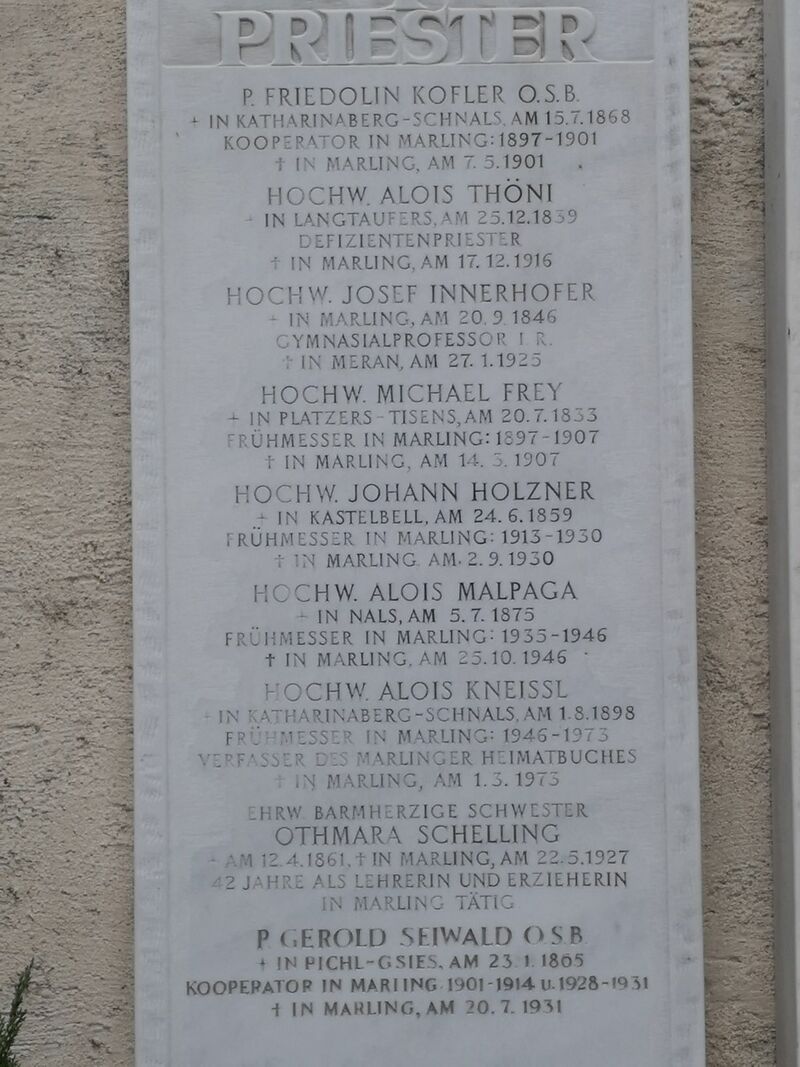 PRIESTER
P. FRIEDOLIN KOFLER O.S.B.
+ IN KATHARINABERG-SCHNALS, AM 15.7.1868
KOOPERATOR IN MARLING: 1897-1901
† IN MARLING, AM 7.5.1901
HOCHW. ALOIS THÖNI
+ IN LANGTAUFERS, AM 25.12.1839
DEFIZIENTENPRIESTER
† IN MARLING, AM 17.12.1916
HOCHW. JOSEF INNERHOFER
+ IN MARLING, AM 20.9.1846
GYMNASIALPROFESSOR I. R.
† IN MERAN, AM 27.1.1925
HOCHW. MICHAEL FREY
+ IN PLATZERS-TISENS, AM 20.7.1833
FRÜHMESSER IN MARLING: 1897-1907
† IN MARLING, AM 14.3.1907
HOCHW. JOHANN HOLZNER
+ IN KASTELBELL, AM 24.6.1859
FRÜHMESSER IN MARLING: 1913-1930
† IN MARLING AM. 2.9.1930
HOCHW. ALOIS MALPAGA
+ IN NALS, AM 5.7.1875
FRÜHMESSER IN MARLING: 1935-1946
† IN MARLING, AM 25.10.1946
HOCHW. ALOIS KNEISSL
+ IN KATHARINABERG-SCHNALS, AM 1.8.1898
FRÜHMESSER IN MARLING: 1946-1973
VERFASSER DES MARLINGER HEIMATBUCHES
† IN MARLING, AM 1.3.1973
EHRW. BARMHERZIGE SCHWESTER
OTHMARA SCHELLING
+ AM 12.4.1861, † IN MARLING, AM 22.5.1927
42 JAHRE ALS LEHRERIN UND ERZIEHERIN
IN MARLING TÄTIG
P. GEROLD SEIWALD O.S.B.
+ IN PICHL-GSIES, AM 23.1.1865
KOOPERATOR IN MARLING 1901-1914 u. 1928-1931
† IN MARLING, AM 20.7.1931